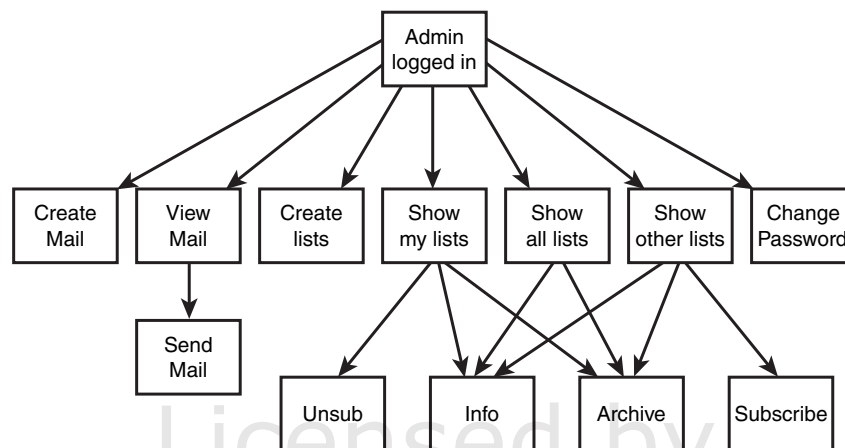 Admin
logged in
Create
Mail
View
Mail
Create
lists
Show
my lists
Show
all lists
Show
other lists
Change
Password
Send
Mail
Unsub
Info
Archive
Subscribe
Licensed by